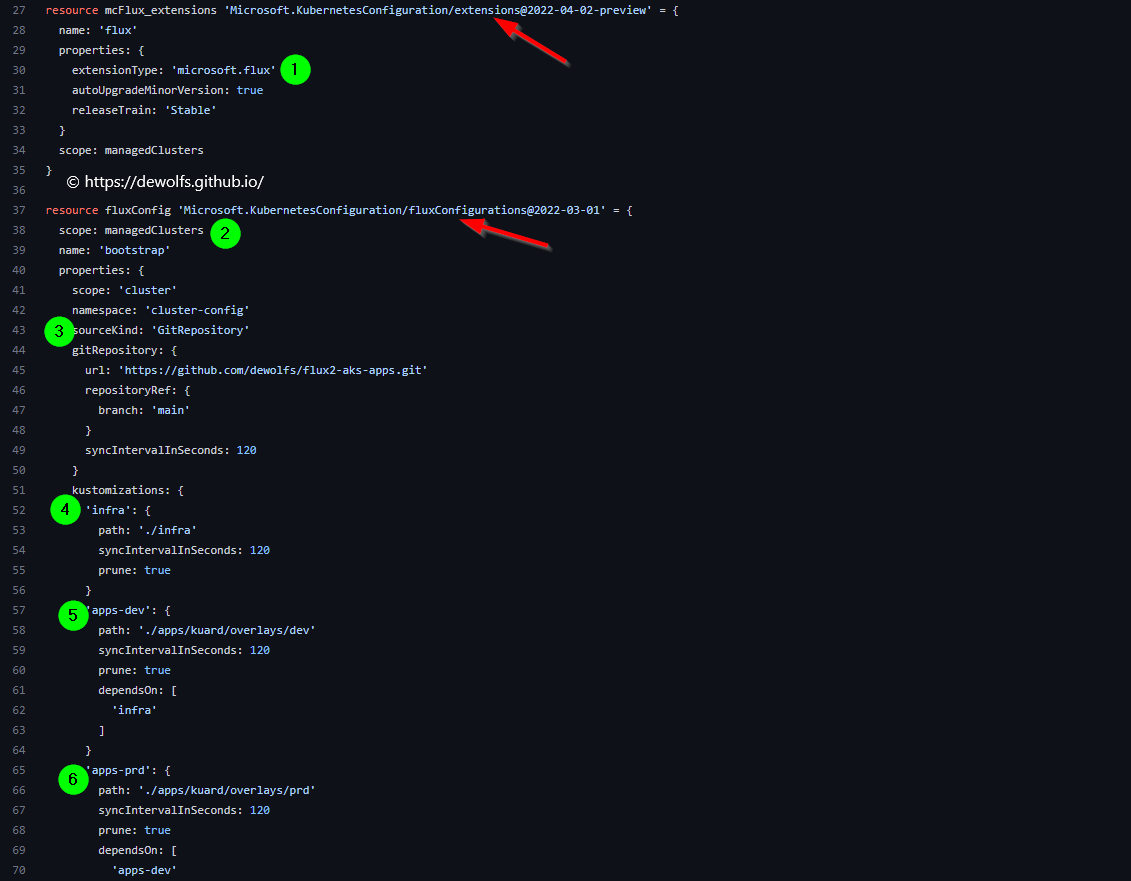 27 resource mcFlux_extensions 'Microsoft.KubernetesConfiguration/extensions@2022-04-02-preview' = {
28 name: 'flux'
29 properties: {
30 extensionType: 'microsoft.flux' 1
31 autoUpgradeMinorVersion: true
32 releaseTrain: 'Stable'
33 }
34 scope: managedClusters
35 }
© https://dewolfs.github.io/
36
37 resource fluxConfig 'Microsoft.KubernetesConfiguration/fluxConfigurations@2022-03-01' = {
38 scope: managedClusters 2
39 name: 'bootstrap'
40 properties: {
41 scope: 'cluster'
42 namespace: 'cluster-config'
43 3 sourceKind: 'GitRepository'
44 gitRepository: {
45 url: 'https://github.com/dewolfs/flux2-aks-apps.git'
46 repositoryRef: {
47 branch: 'main'
48 }
49 syncIntervalInSeconds: 120
50 }
51 kustomizations: {
52 4 'infra': {
53 path: './infra'
54 syncIntervalInSeconds: 120
55 prune: true
56 }
57 5 'apps-dev': {
58 path: './apps/kuard/overlays/dev'
59 syncIntervalInSeconds: 120
60 prune: true
61 dependsOn: [
62 'infra'
63 ]
64 }
65 6 'apps-prd': {
66 path: './apps/kuard/overlays/prd'
67 syncIntervalInSeconds: 120
68 prune: true
69 dependsOn: [
70 'apps-dev'